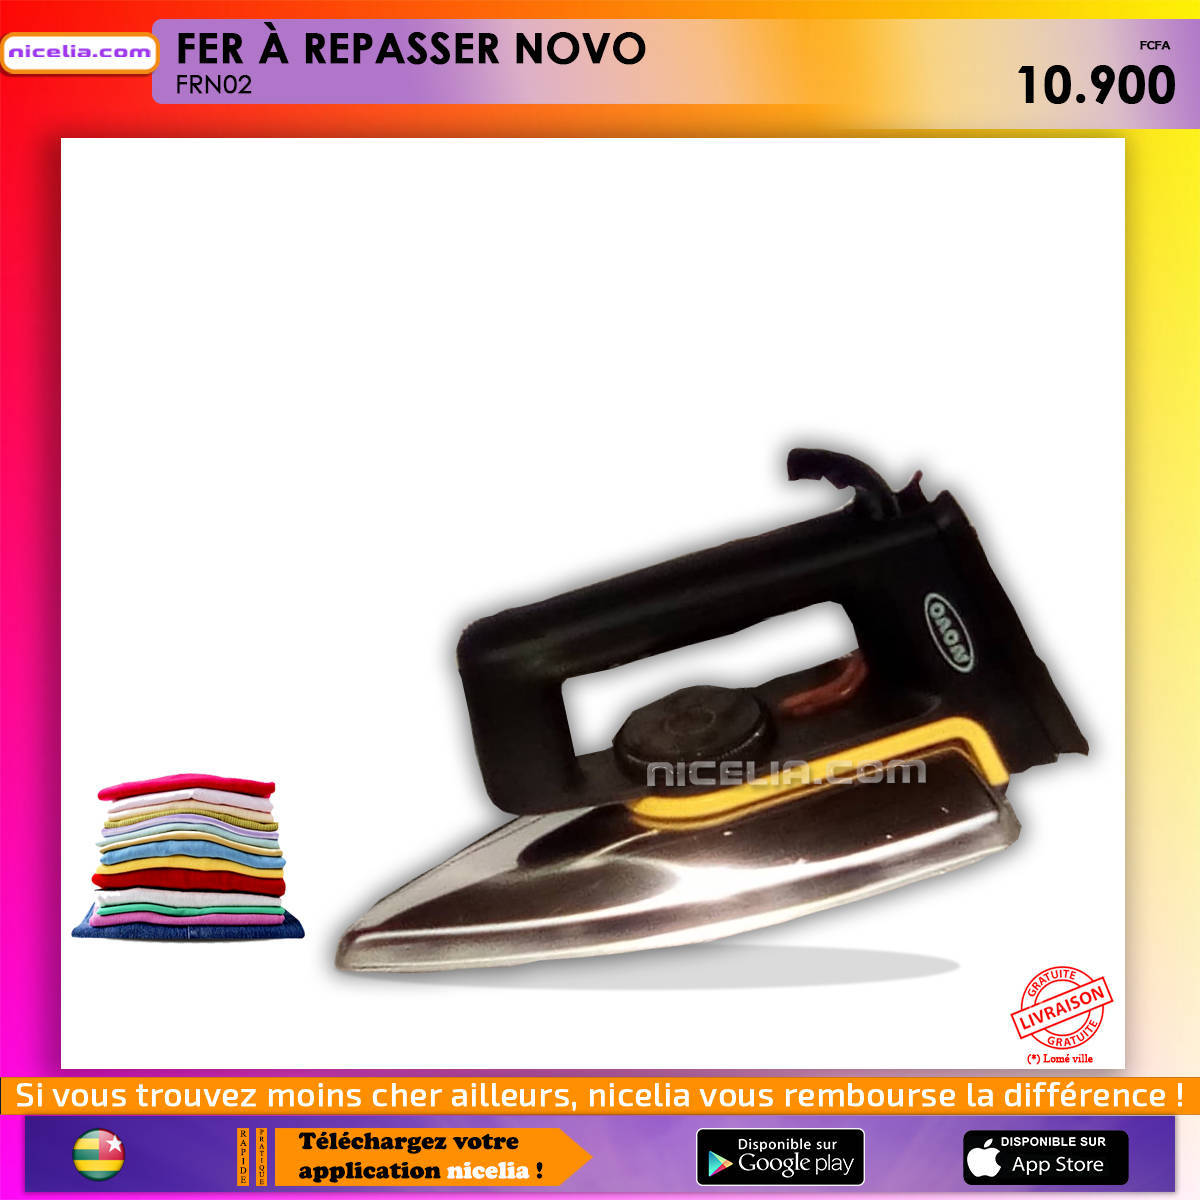 nicelia.com
FER À REPASSER NOVO
FRN02
FCFA
10.900
NOVO
NICELIA.COM
GRATUITE
LIVRAISON
GRATUITE
(*) Lomé ville
Si vous trouvez moins cher ailleurs, nicelia vous rembourse la différence !
RAPIDE
PRATIQUE
Téléchargez votre
application nicelia !
Disponible sur
Google play
DISPONIBLE SUR
App Store